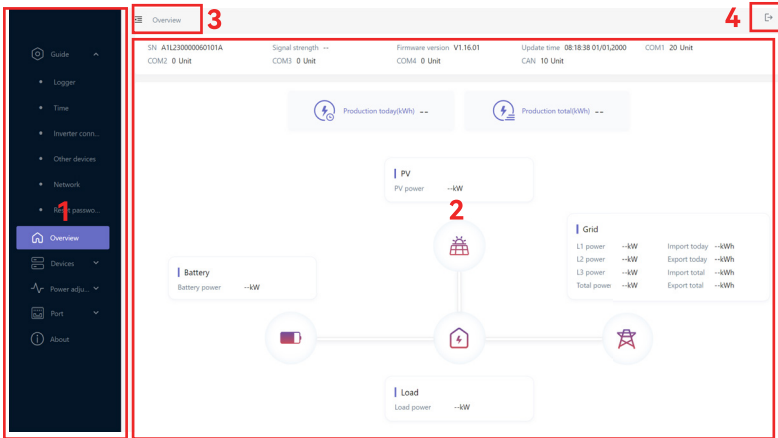 3
4
Overview
Guide
Logger
Time
Inverter conn...
Other devices
Network
Reset passwo...
1
Overview
Devices
Power adju...
Port
About
SN A1L230000060101A Signal strength -- Firmware version V1.16.01 Update time 08:18:38 01/01,2000 COM1 20 Unit
COM2 0 Unit COM3 0 Unit COM4 0 Unit CAN 10 Unit
Production today(kWh) -- Production total(kWh) --
PV
PV power --kW
2
Grid
L1 power --kW Import today --kWh
L2 power --kW Export today --kWh
L3 power --kW Import total --kWh
Total powe --kW Export total --kWh
Battery
Battery power --kW
Load
Load power --kW